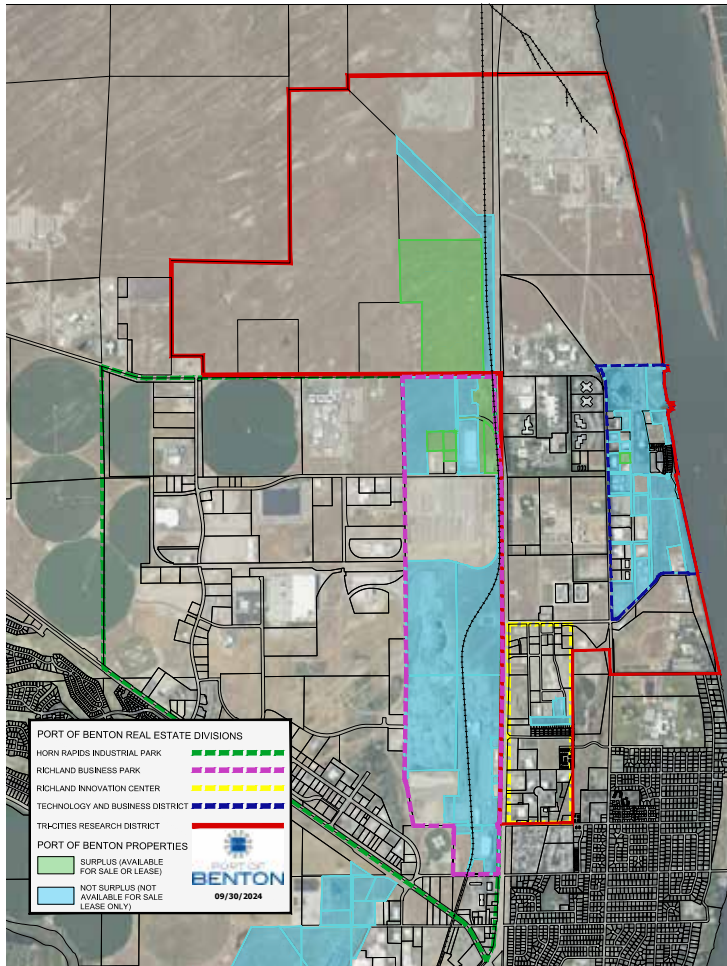 PORT OF BENTON REAL ESTATE DIVISIONS
HORN RAPIDS INDUSTRIAL PARK
RICHLAND BUSINESS PARK
RICHLAND INNOVATION CENTER
TECHNOLOGY AND BUSINESS DISTRICT
TRI-CITIES RESEARCH DISTRICT
PORT OF BENTON PROPERTIES
SURPLUS (AVAILABLE
FOR SALE OR LEASE)
NOT SURPLUS (NOT
AVAILABLE FOR SALE
LEASE ONLY)
PORT OF
BENTON
09/30/2024